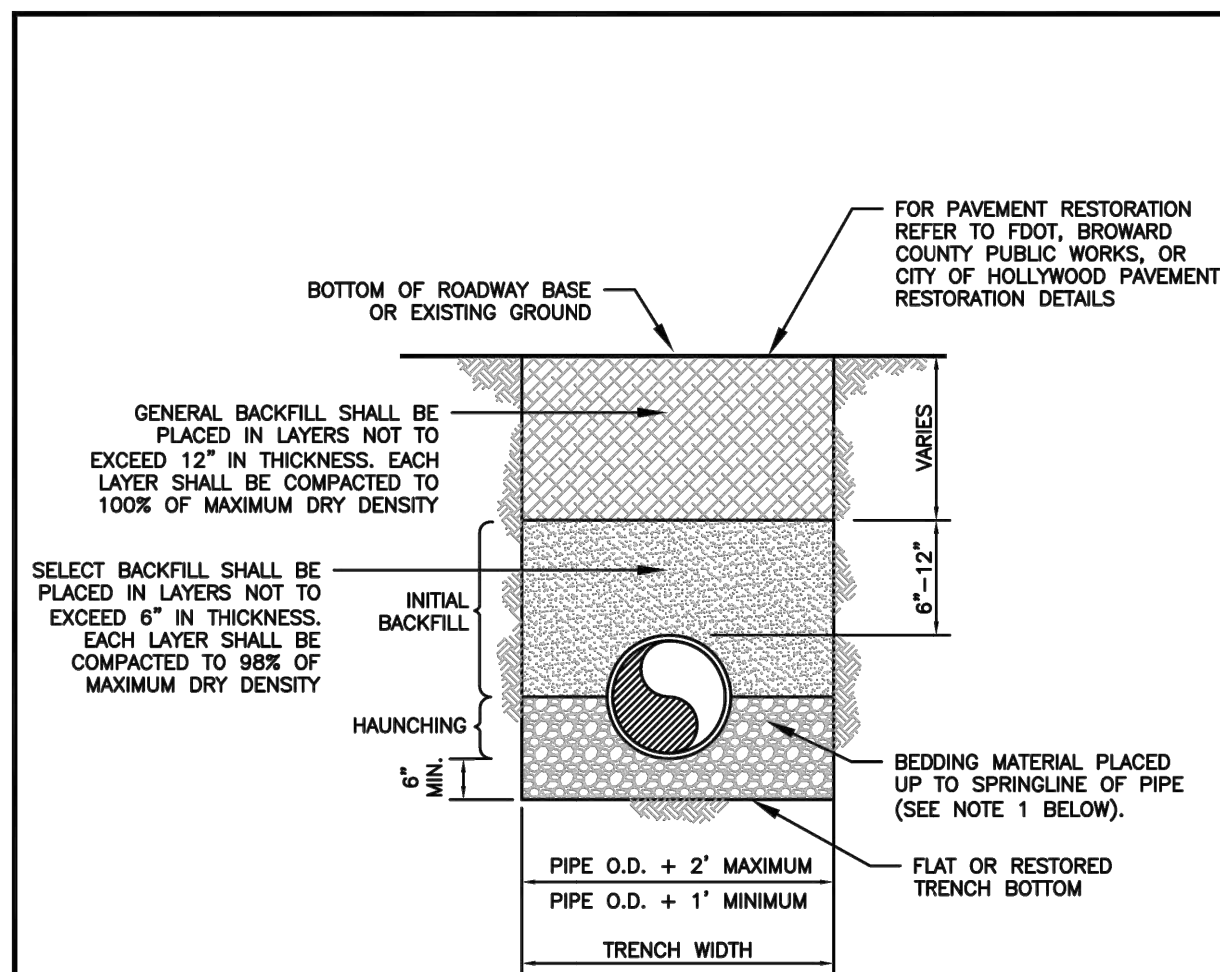 FOR PAVEMENT RESTORATION
REFER TO FDOT, BROWARD
COUNTY PUBLIC WORKS, OR
CITY OF HOLLYWOOD PAVEMENT
RESTORATION DETAILS
BOTTOM OF ROADWAY BASE
OR EXISTING GROUND
GENERAL BACKFILL SHALL BE
PLACED IN LAYERS NOT TO
EXCEED 12" IN THICKNESS. EACH
LAYER SHALL BE COMPACTED TO
100% OF MAXIMUM DRY DENSITY
VARIES
SELECT BACKFILL SHALL BE
PLACED IN LAYERS NOT TO
EXCEED 6" IN THICKNESS.
EACH LAYER SHALL BE
COMPACTED TO 98% OF
MAXIMUM DRY DENSITY
INITIAL
BACKFILL
6"-12"
HAUNCHING
6"
MIN.
BEDDING MATERIAL PLACED
UP TO SPRINGLINE OF PIPE
(SEE NOTE 1 BELOW).
FLAT OR RESTORED
TRENCH BOTTOM
PIPE O.D. + 2' MAXIMUM
PIPE O.D. + 1' MINIMUM
TRENCH WIDTH